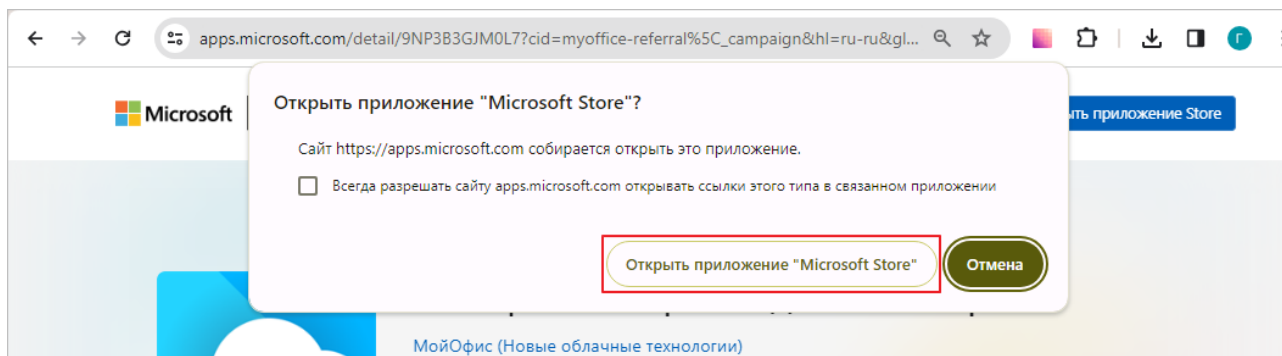 apps.microsoft.com/detail/9NP3B3GJM0L7?cid=myoffice-referral%5C_campaign&hl=ru-ru&gl...
Г
Microsoft
Открыть приложение "Microsoft Store"?
приложение Store
Сайт https://apps.microsoft.com собирается открыть это приложение.
Всегда разрешать сайту apps.microsoft.com открывать ссылки этого типа в связанном приложении
Открыть приложение "Microsoft Store"
Отмена
МойОфис (Новые облачные технологии)